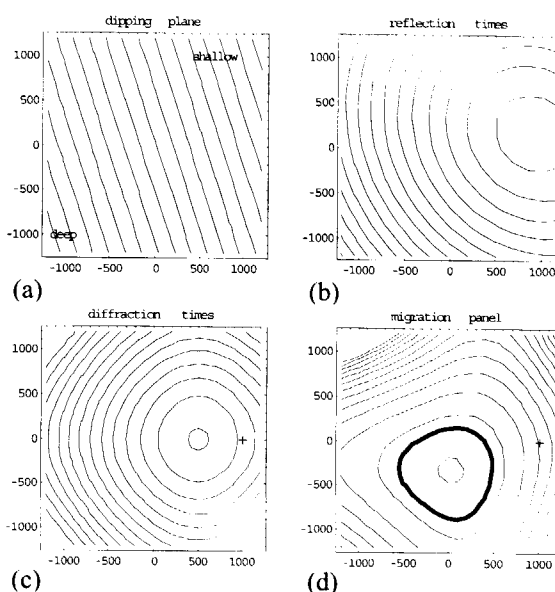 dipping plane
1000
500
0
-500
-1000
shallow
deep
-1000 -500 0 500 1000
(a)
reflection times
1000
500
0
-500
-1000
-1000 -500 0 500 1000
(b)
diffraction times
1000
500
0
-500
-1000
+
-1000 -500 0 500 1000
(c)
migration panel
1000
500
0
-500
-1000
+
-1000 -500 0 500 1000
(d)